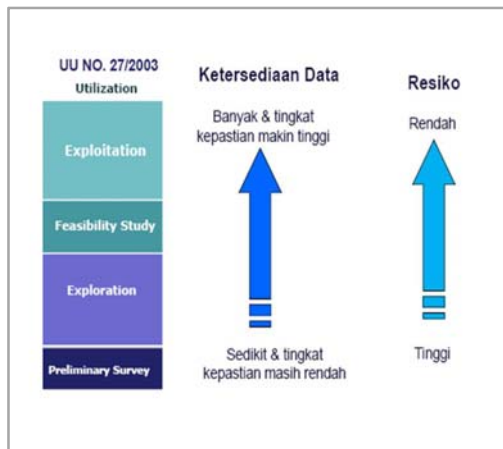 UU NO. 27/2003
Utilization
Exploitation
Feasibility Study
Exploration
Preliminary Survey
Ketersediaan Data
Banyak & tingkat
kepastian makin tinggi
Sedikit & tingkat
kepastian masih rendah
Resiko
Rendah
Tinggi